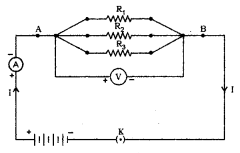 R1
A R2 B
R3
−
A
+
+ V −
I I
+ − K